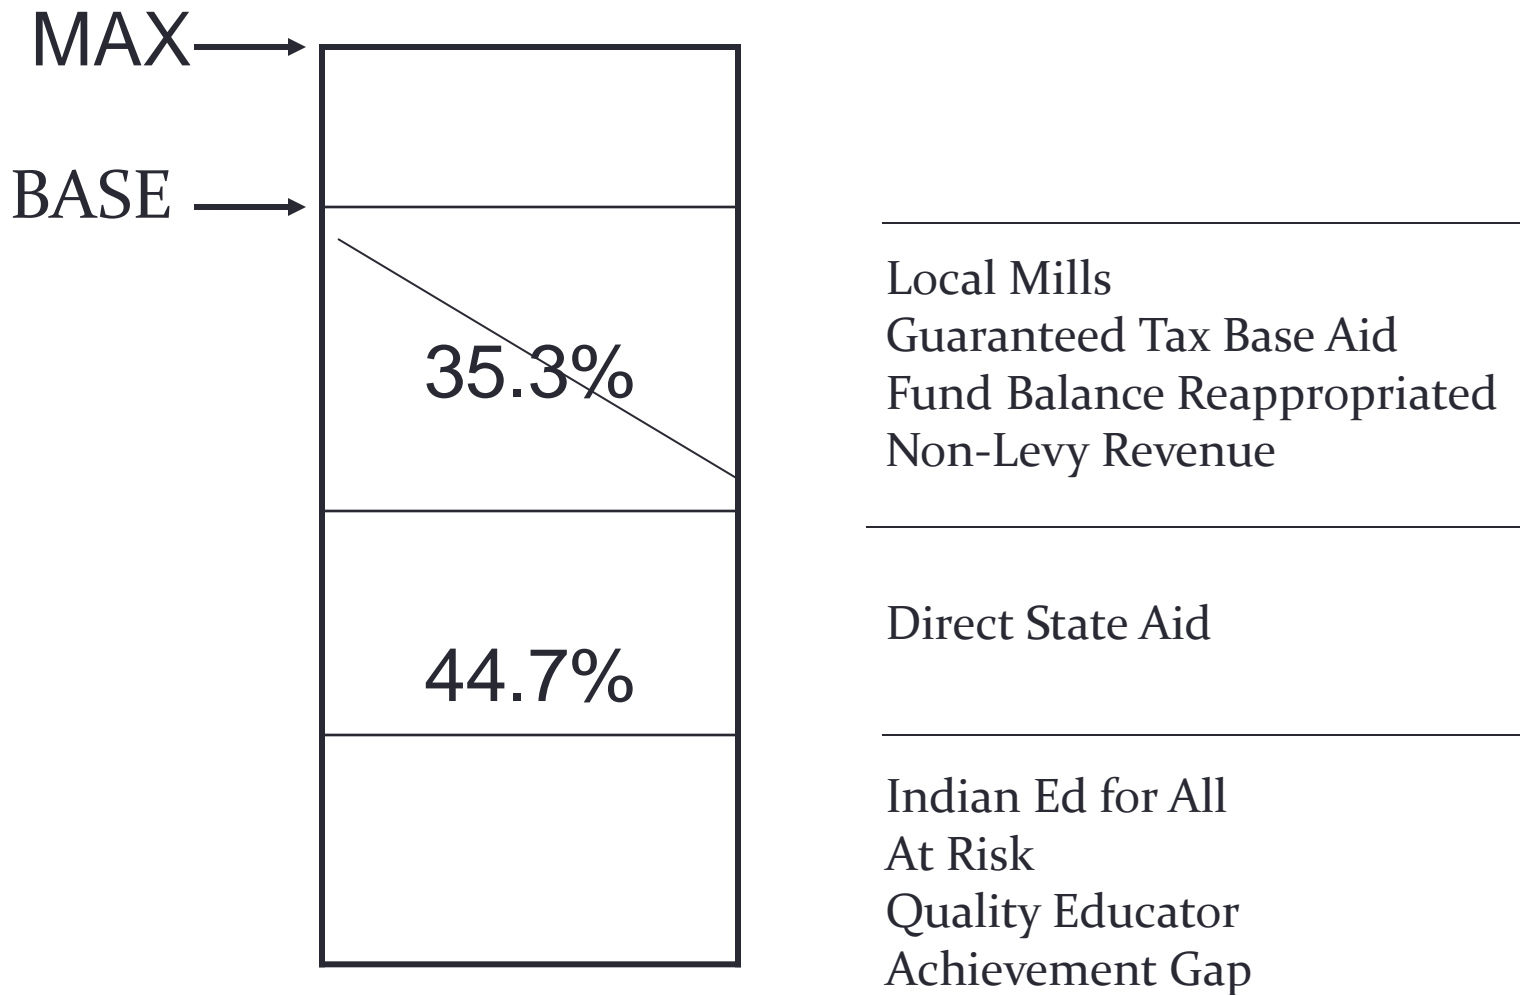 MAX
BASE
35.3%
44.7%
Local Mills
Guaranteed Tax Base Aid
Fund Balance Reappropriated
Non-Levy Revenue
Direct State Aid
Indian Ed for All
At Risk
Quality Educator
Achievement Gap